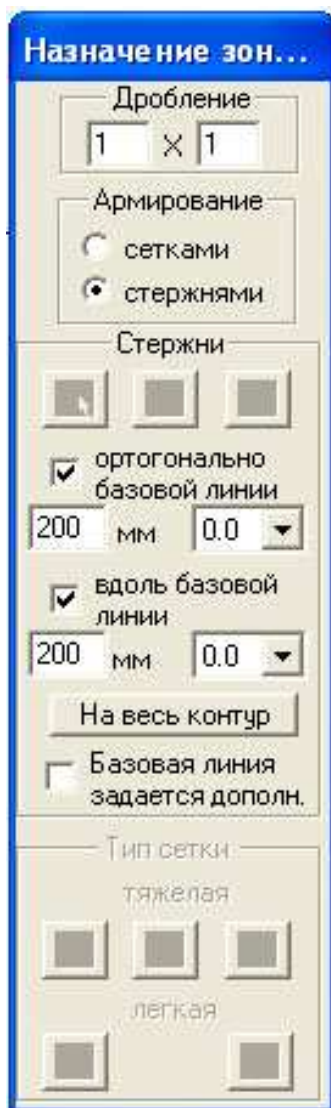 Назначение зон...
Дробление
1 X 1
Армирование
сетками
стержнями
Стержни
ортогонально
базовой линии
200 мм 0.0
вдоль базовой
линии
200 мм 0.0
На весь контур
Базовая линия
задается дополн.
Тип сетки
тяжелая
легкая